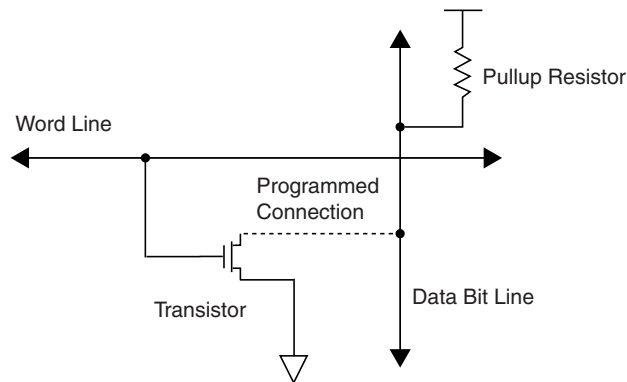 Pullup Resistor
Word Line
Programmed
Connection
Transistor
Data Bit Line